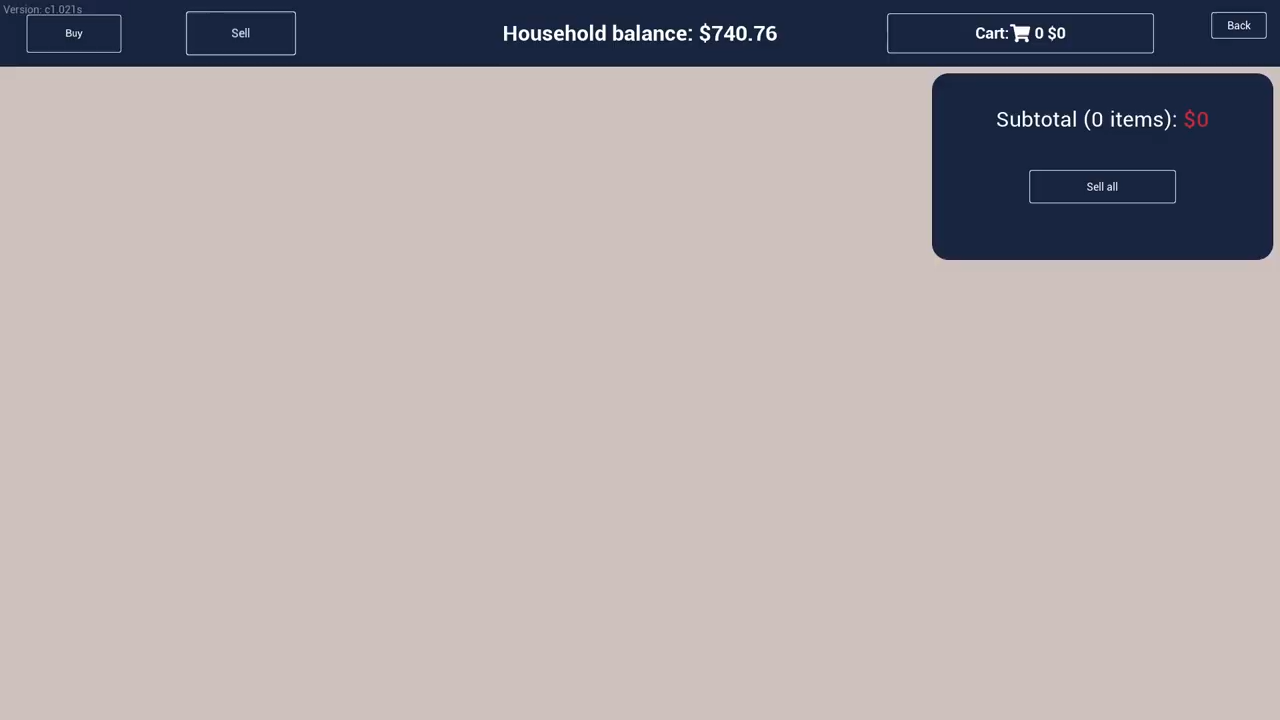 Version: c1.021s
Buy
Sell
Household balance: $740.76
Cart: 0 $0
Back
Subtotal (0 items): $0
Sell all